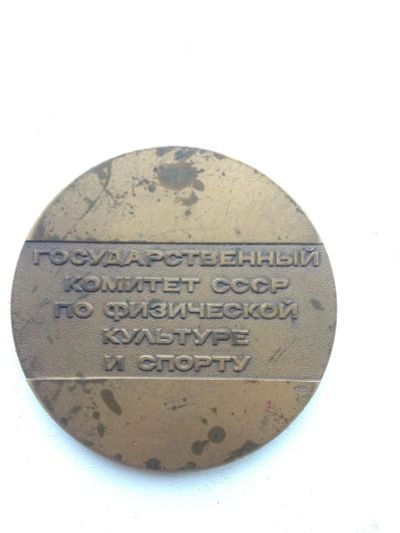 ГОСУДАРСТВЕННЫЙ
КОМИТЕТ СССР
ПО ФИЗИЧЕСКОЙ
КУЛЬТУРЕ
И СПОРТУ